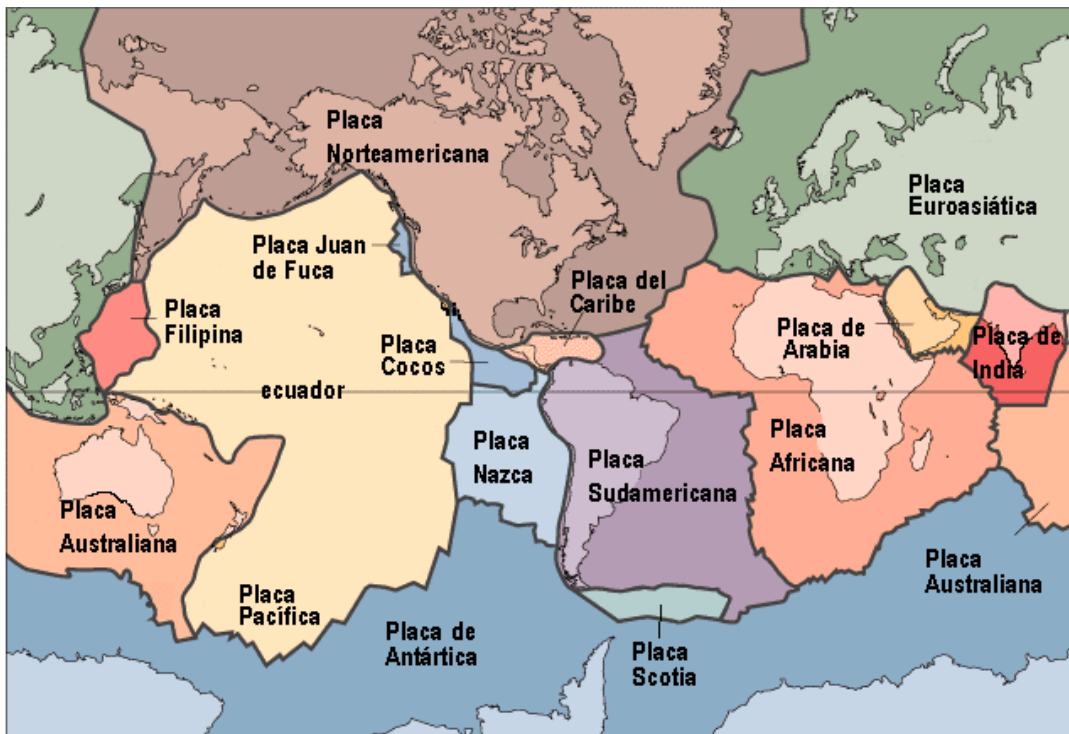 Placa
Norteamericana
Placa
Euroasiática
Placa Juan
de Fuca
Placa del
Caribe
Placa
Filipina
Placa de
Arabia
Placa de
Indiá
Placa
Cocos
ecuador
Placa
Nazca
Placa
Sudamericana
Placa
Africana
Placa
Australiana
Placa
Australiana
Placa
Pacífica
Placa de
Antártica
Placa
Scotia